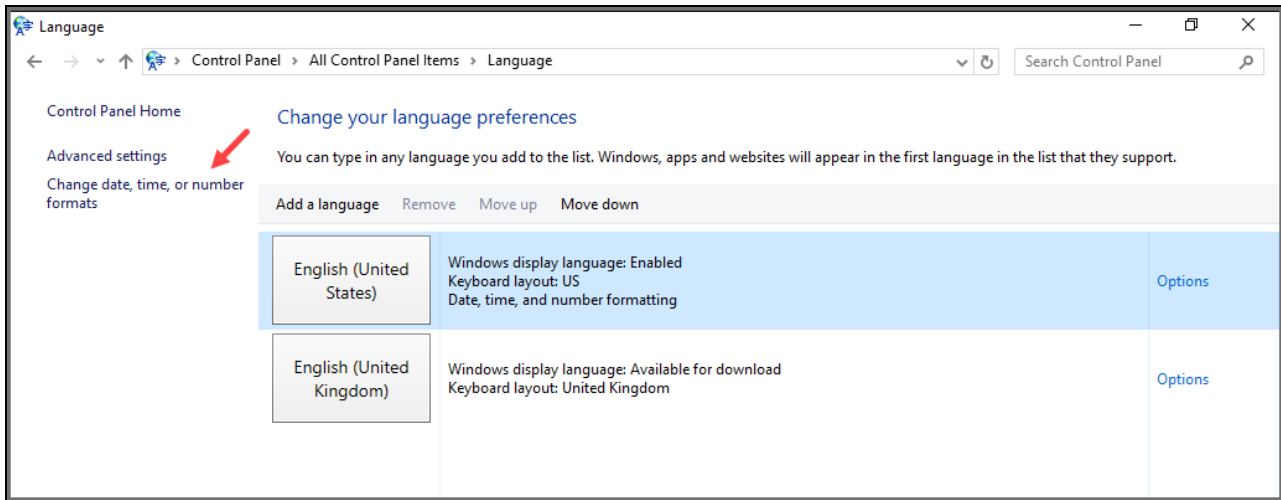 Language
Control Panel > All Control Panel Items > Language
Search Control Panel
Control Panel Home
Advanced settings
Change date, time, or number
formats
Change your language preferences
You can type in any language you add to the list. Windows, apps and websites will appear in the first language in the list that they support.
Add a language Remove Move up Move down
English (United
States)
Windows display language: Enabled
Keyboard layout: US
Date, time, and number formatting
Options
English (United
Kingdom)
Windows display language: Available for download
Keyboard layout: United Kingdom
Options